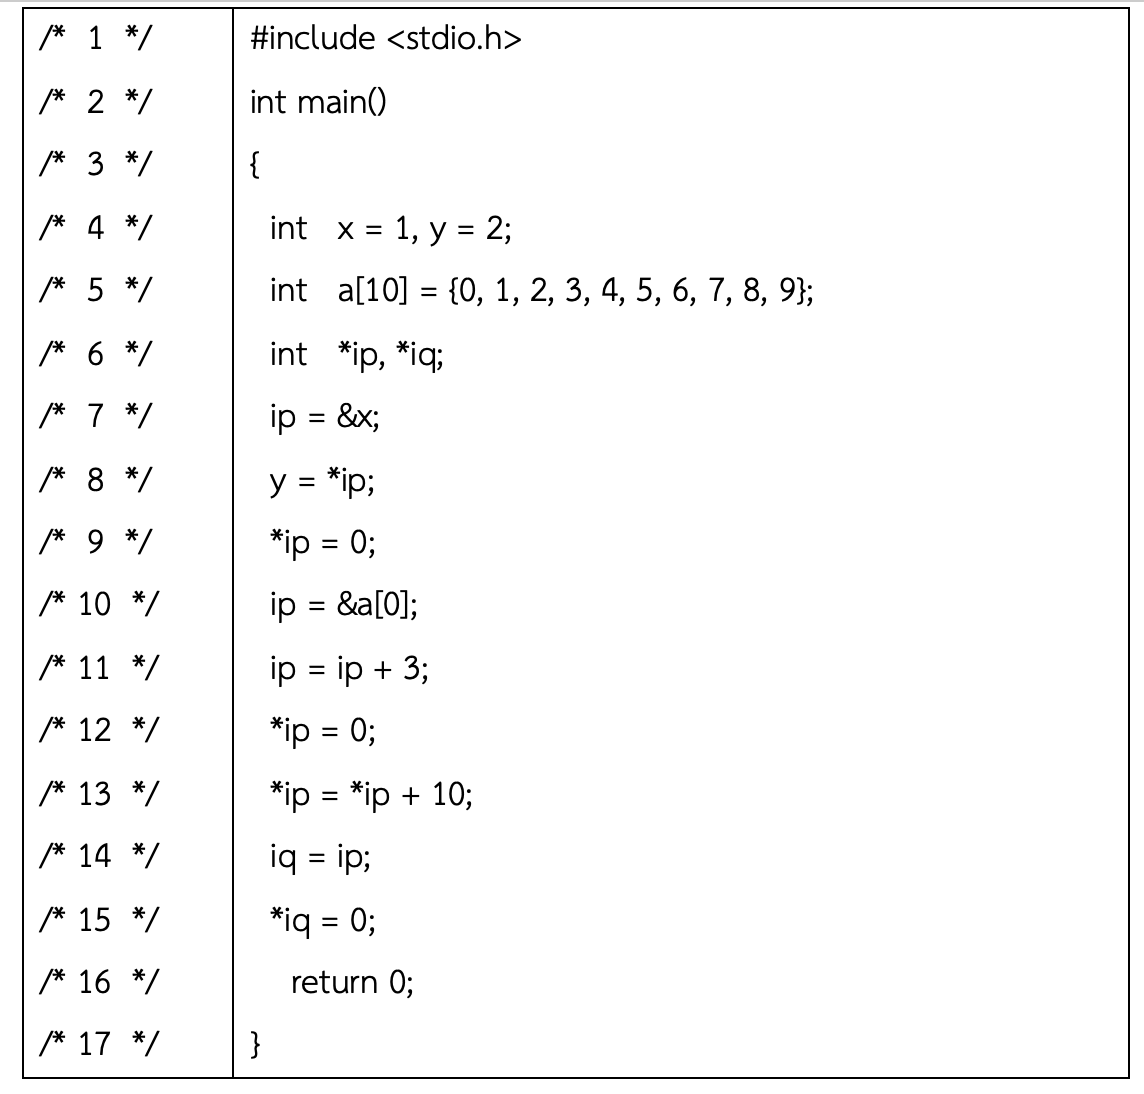 /* 1 */ #include <stdio.h>
/* 2 */ int main()
/* 3 */ {
/* 4 */ int x = 1, y = 2;
/* 5 */ int a[10] = {0, 1, 2, 3, 4, 5, 6, 7, 8, 9};
/* 6 */ int *ip, *iq;
/* 7 */ ip = &x;
/* 8 */ y = *ip;
/* 9 */ *ip = 0;
/* 10 */ ip = &a[0];
/* 11 */ ip = ip + 3;
/* 12 */ *ip = 0;
/* 13 */ *ip = *ip + 10;
/* 14 */ iq = ip;
/* 15 */ *iq = 0;
/* 16 */ return 0;
/* 17 */ }